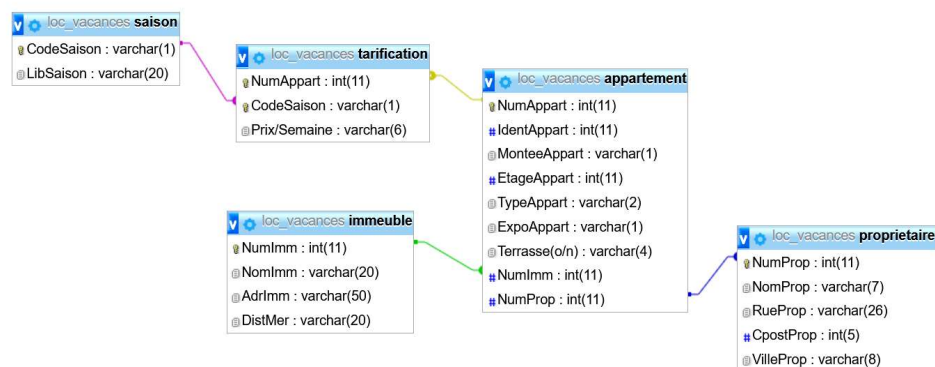 loc_vacances saison
CodeSaison : varchar(1)
LibSaison : varchar(20)
loc_vacances tarification
NumAppart : int(11)
CodeSaison : varchar(1)
Prix/Semaine : varchar(6)
loc_vacances appartement
NumAppart : int(11)
IdentAppart : int(11)
MonteeAppart : varchar(1)
EtageAppart : int(11)
TypeAppart : varchar(2)
ExpoAppart : varchar(1)
Terrasse(o/n) : varchar(4)
NumImm : int(11)
NumProp : int(11)
loc_vacances immeuble
NumImm : int(11)
NomImm : varchar(20)
AdrImm : varchar(50)
DistMer : varchar(20)
loc_vacances proprietaire
NumProp : int(11)
NomProp : varchar(7)
RueProp : varchar(26)
CpostProp : int(5)
VilleProp : varchar(8)